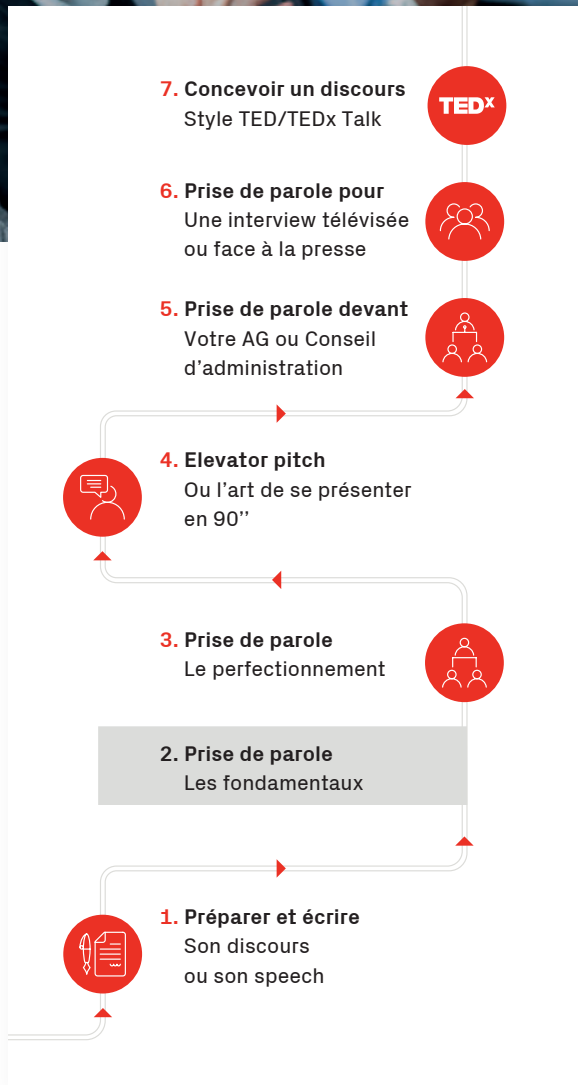 7. Concevoir un discours
Style TED/TEDx Talk
TEDx
6. Prise de parole pour
Une interview télévisée
ou face à la presse
5. Prise de parole devant
Votre AG ou Conseil
d’administration
4. Elevator pitch
Ou l’art de se présenter
en 90’’
3. Prise de parole
Le perfectionnement
2. Prise de parole
Les fondamentaux
1. Préparer et écrire
Son discours
ou son speech